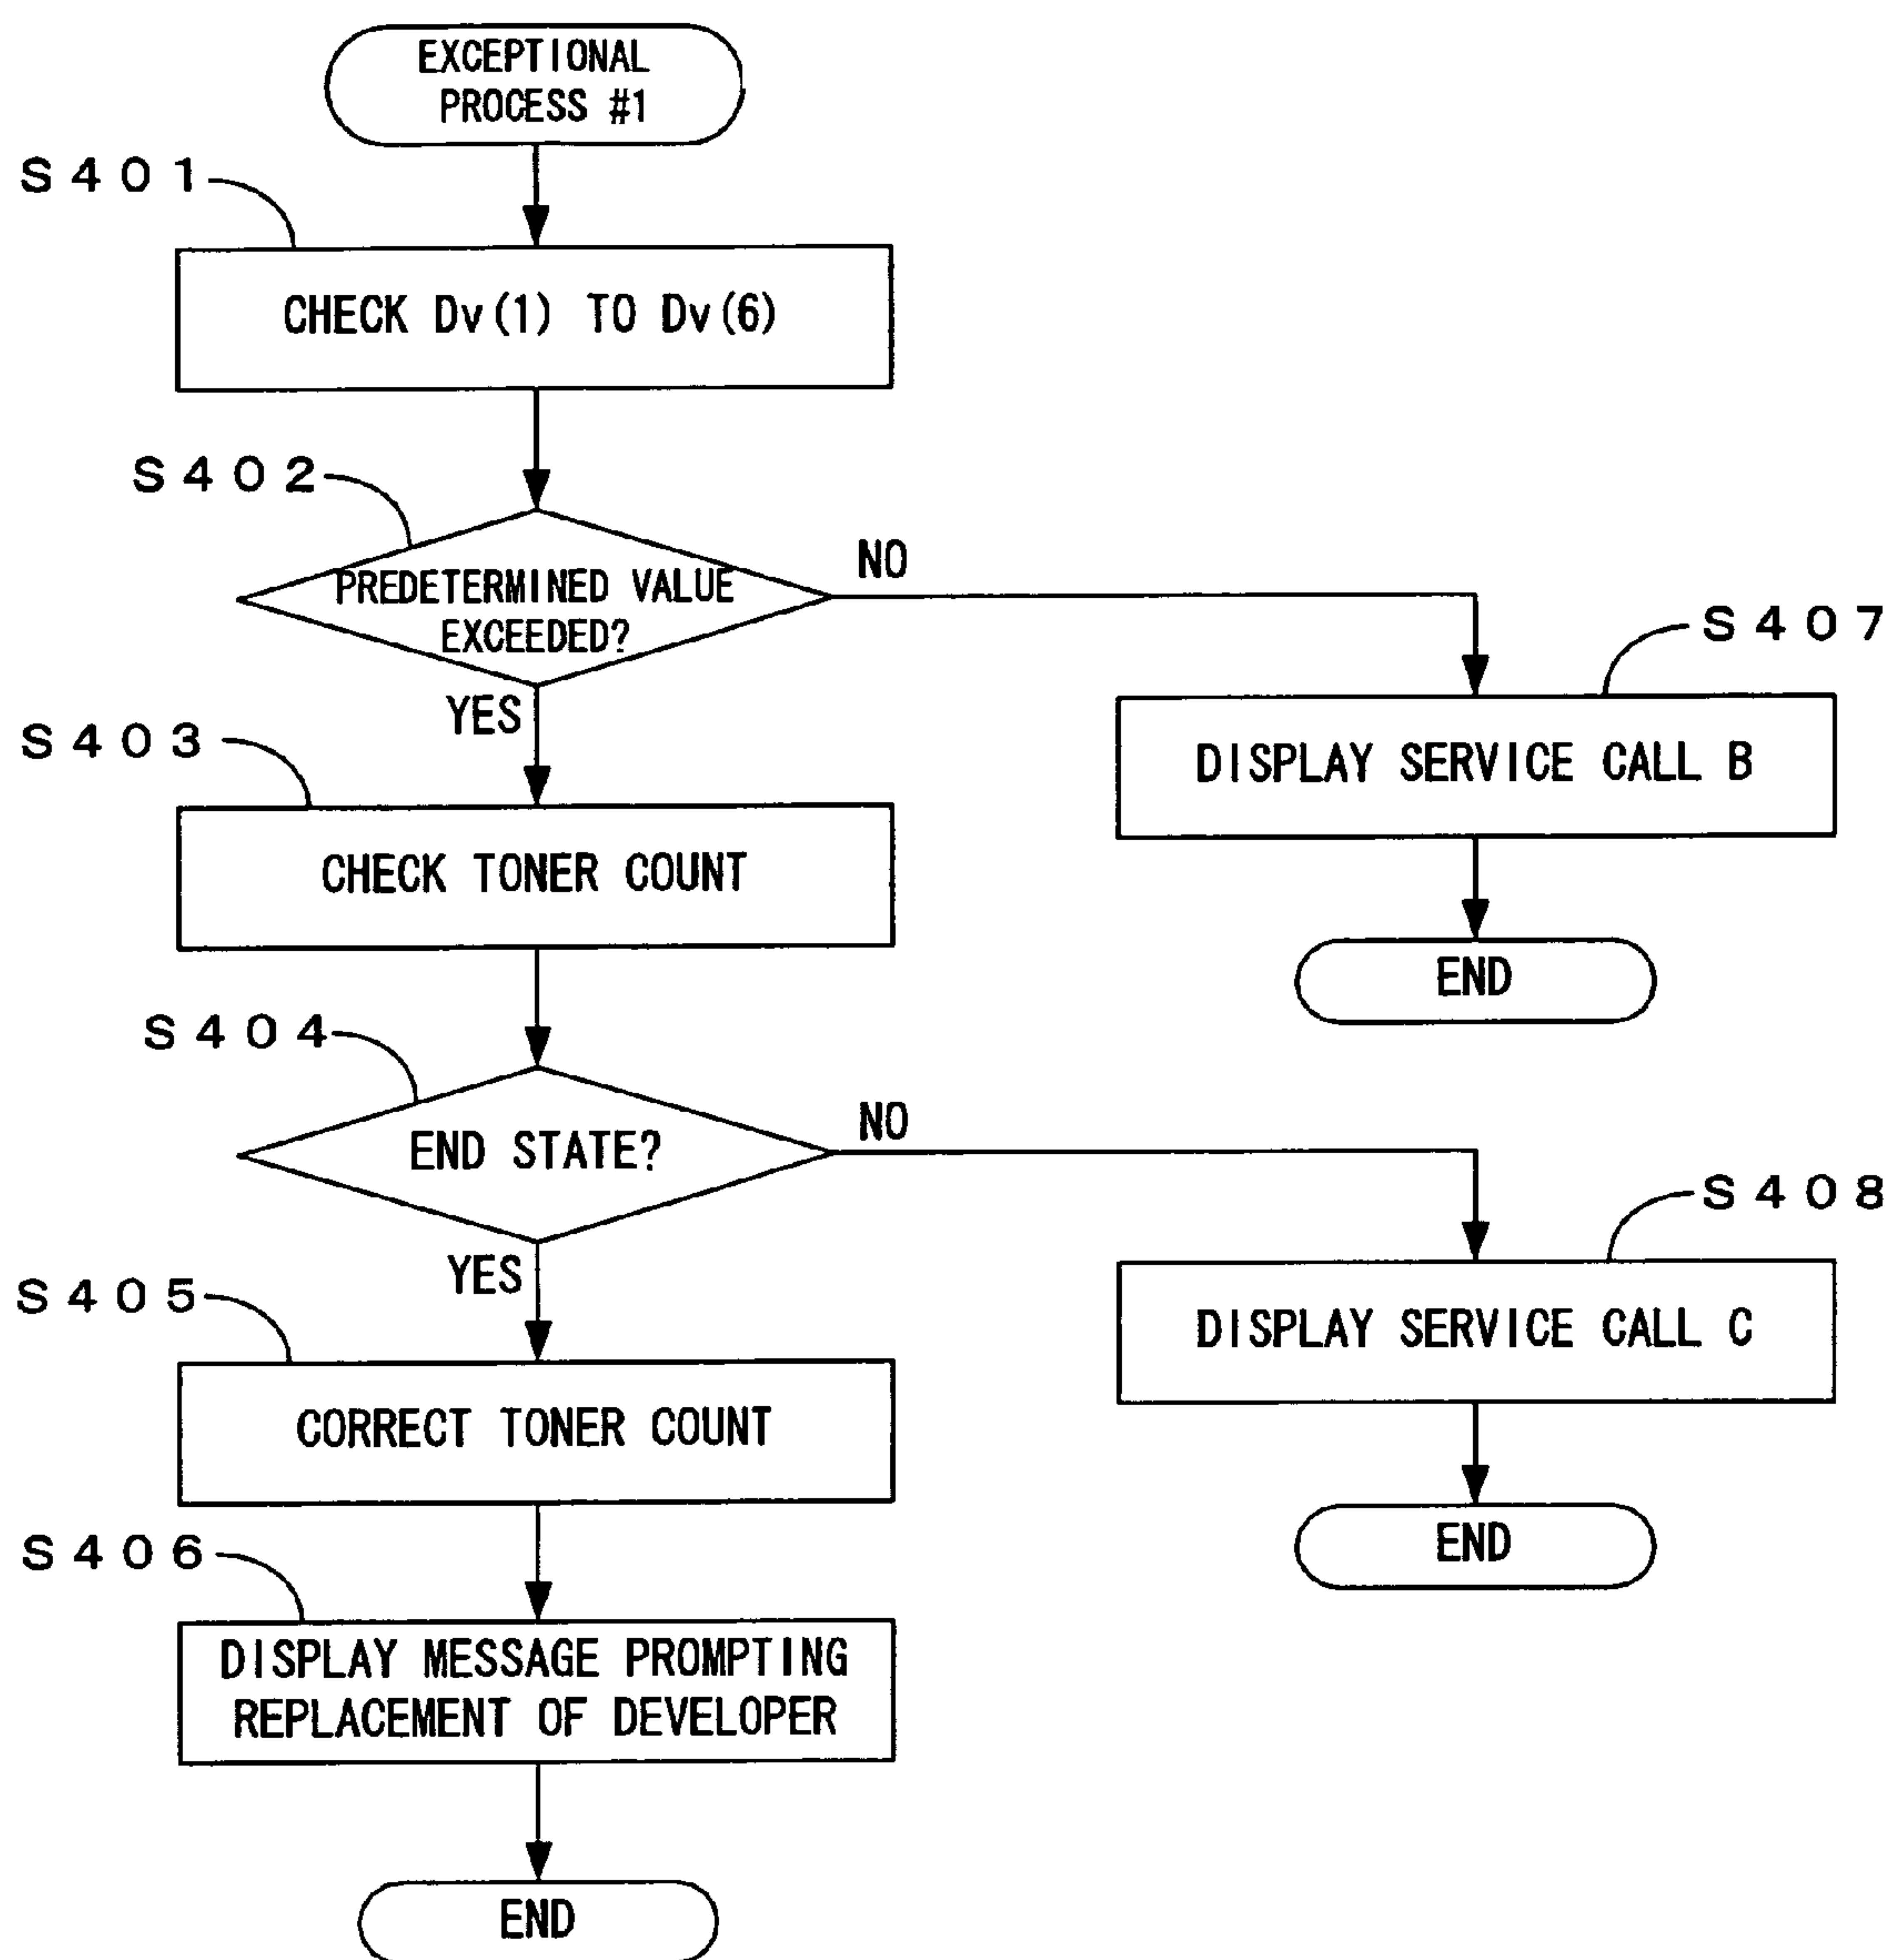 EXCEPTIONAL
PROCESS #1
S401
CHECK Dv(1) TO Dv(6)
S402
PREDETERMINED VALUE
EXCEEDED?
NO
YES
S407
DISPLAY SERVICE CALL B
END
S403
CHECK TONER COUNT
S404
END STATE?
NO
YES
S408
DISPLAY SERVICE CALL C
END
S405
CORRECT TONER COUNT
S406
DISPLAY MESSAGE PROMPTING
REPLACEMENT OF DEVELOPER
END